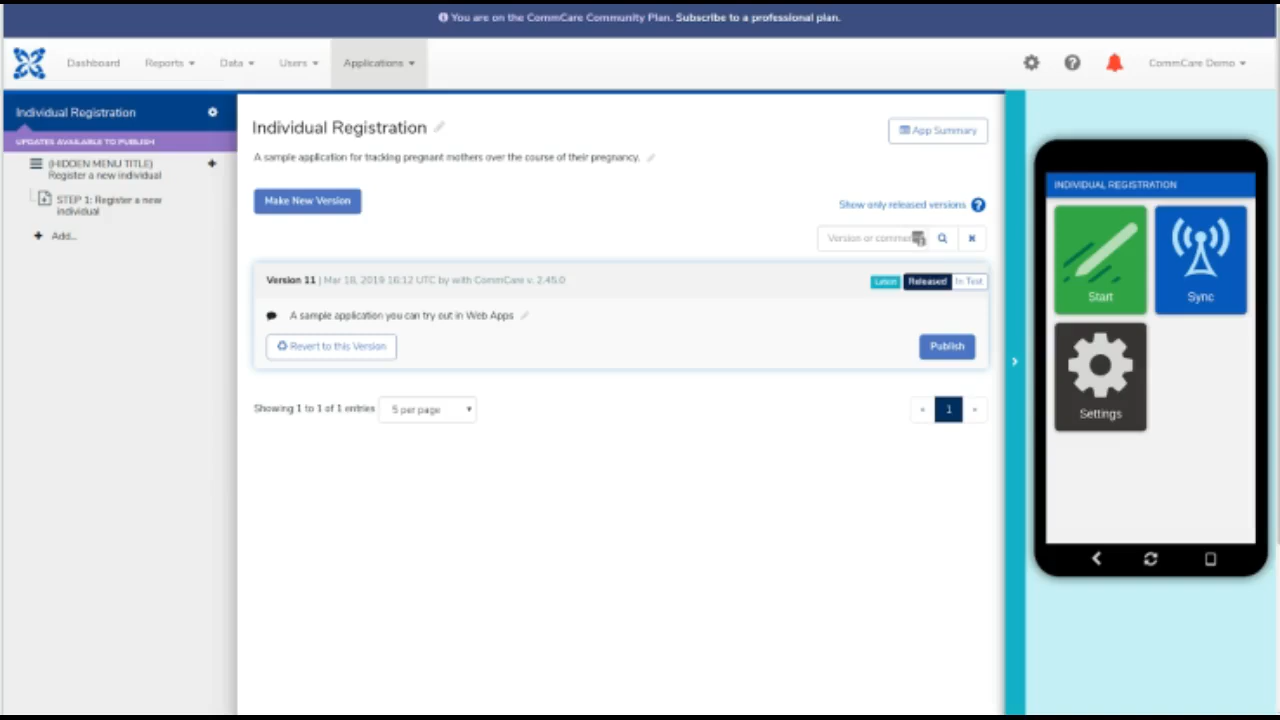 You are on the CommCare Community Plan. Subscribe to a professional plan.
Dashboard Reports Data Users Applications CommCare Demo
Individual Registration
UPDATES AVAILABLE TO PUBLISH
(HIDDEN MENU TITLE)
Register a new individual
STEP 1: Register a new
individual
Add...
Individual Registration
App Summary
A sample application for tracking pregnant mothers over the course of their pregnancy.
Make New Version
Show only released versions
Version or commen
Version 11 | Mar 18, 2019 16:12 UTC by with CommCare v. 2.45.0
Latest Released In Test
A sample application you can try out in Web Apps
Revert to this Version
Publish
Showing 1 to 1 of 1 entries 5 per page
« 1 »
INDIVIDUAL REGISTRATION
Start Sync
Settings